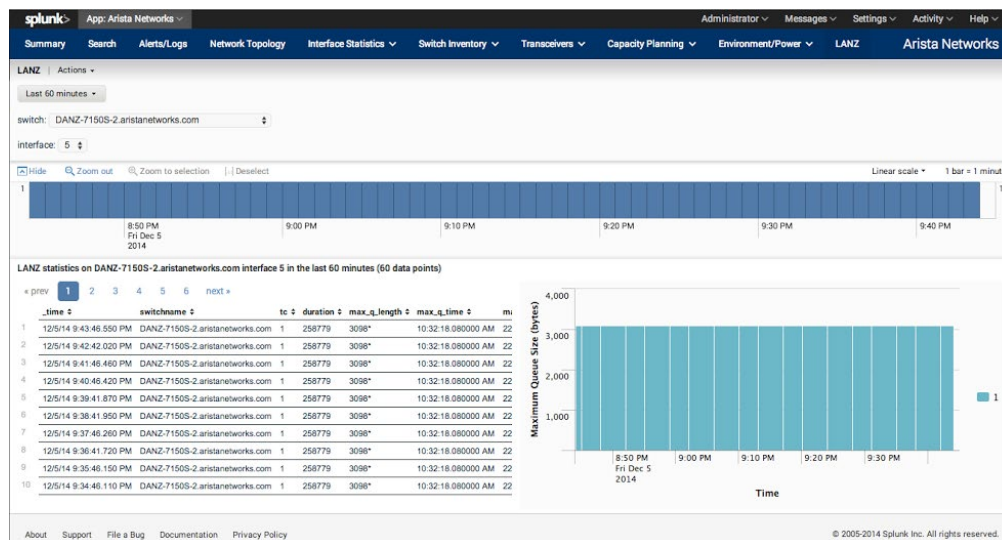 splunk> App: Arista Networks Administrator Messages Settings Activity Help
Summary Search Alerts/Logs Network Topology Interface Statistics Switch Inventory Transceivers Capacity Planning Environment/Power LANZ Arista Networks
LANZ | Actions
Last 60 minutes
switch: DANZ-7150S-2.aristanetworks.com
interface: 5
Hide Zoom out Zoom to selection Deselect Linear scale 1 bar = 1 minut
1 1
8:50 PM 9:00 PM 9:10 PM 9:20 PM 9:30 PM 9:40 PM
Fri Dec 5
2014
LANZ statistics on DANZ-7150S-2.aristanetworks.com interface 5 in the last 60 minutes (60 data points)
« prev 1 2 3 4 5 6 next »
_time switchname tc duration max_q_length max_q_time
1 12/5/14 9:43:46.550 PM DANZ-7150S-2.aristanetworks.com 1 258779 3098* 10:32:18.080000 AM 22
2 12/5/14 9:42:42.020 PM DANZ-7150S-2.aristanetworks.com 1 258779 3098* 10:32:18.080000 AM 22
3 12/5/14 9:41:46.460 PM DANZ-7150S-2.aristanetworks.com 1 258779 3098* 10:32:18.080000 AM 22
4 12/5/14 9:40:46.420 PM DANZ-7150S-2.aristanetworks.com 1 258779 3098* 10:32:18.080000 AM 22
5 12/5/14 9:39:41.870 PM DANZ-7150S-2.aristanetworks.com 1 258779 3098* 10:32:18.080000 AM 22
6 12/5/14 9:38:41.950 PM DANZ-7150S-2.aristanetworks.com 1 258779 3098* 10:32:18.080000 AM 22
7 12/5/14 9:37:46.260 PM DANZ-7150S-2.aristanetworks.com 1 258779 3098* 10:32:18.080000 AM 22
8 12/5/14 9:36:41.720 PM DANZ-7150S-2.aristanetworks.com 1 258779 3098* 10:32:18.080000 AM 22
9 12/5/14 9:35:46.150 PM DANZ-7150S-2.aristanetworks.com 1 258779 3098* 10:32:18.080000 AM 22
10 12/5/14 9:34:46.110 PM DANZ-7150S-2.aristanetworks.com 1 258779 3098* 10:32:18.080000 AM 22
Maximum Queue Size (bytes)
4,000
3,000
2,000
1,000
1
8:50 PM 9:00 PM 9:10 PM 9:20 PM 9:30 PM
Fri Dec 5
2014
Time
About Support File a Bug Documentation Privacy Policy © 2005-2014 Splunk Inc. All rights reserved.